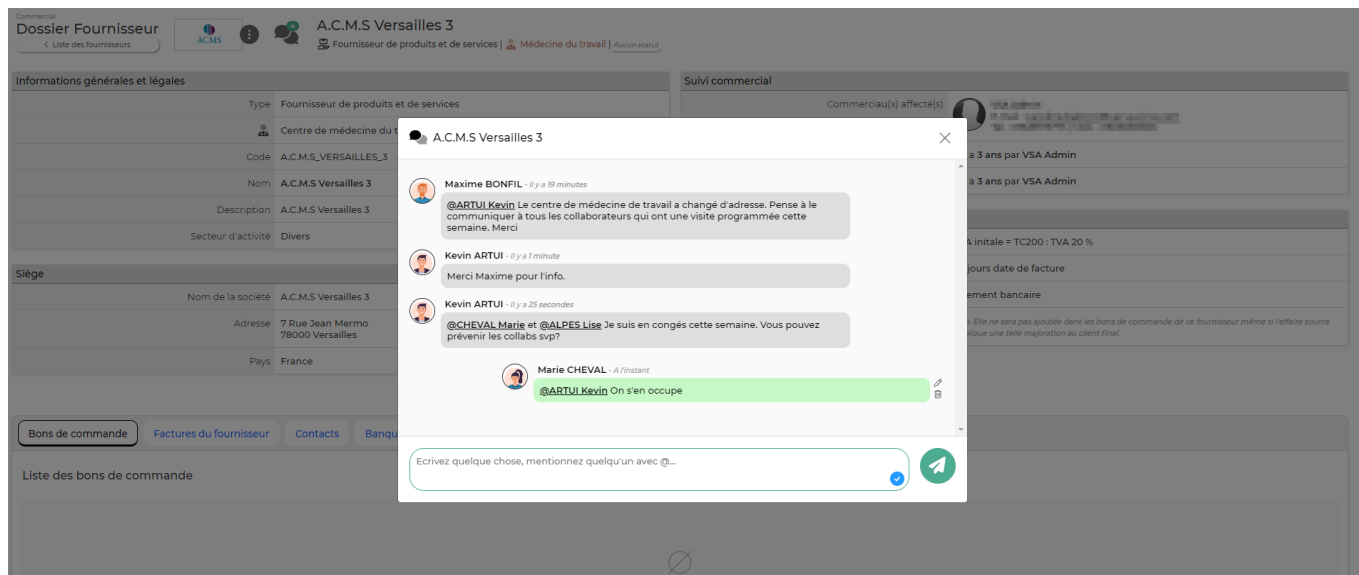 Commercial
Dossier Fournisseur
< Liste des fournisseurs
ACMS
4
A.C.M.S Versailles 3
Fournisseur de produits et de services | Médecine du travail | Aucun statut
Informations générales et légales
Type Fournisseur de produits et de services
Centre de médecine du t
Code A.C.M.S_VERSAILLES_3
Nom A.C.M.S Versailles 3
Description A.C.M.S Versailles 3
Secteur d'activité Divers
Siège
Nom de la société A.C.M.S Versailles 3
Adresse 7 Rue Jean Mermo
78000 Versailles
Pays France
Suivi commercial
Commerciau(x) affecté(s)
a 3 ans par VSA Admin
a 3 ans par VSA Admin
A initale = TC200 : TVA 20 %
jours date de facture
ement bancaire
. Elle ne sera pas ajoutée dans les bons de commande de ce fournisseur même si l'affaire source
plique une telle majoration au client final.
A.C.M.S Versailles 3
Maxime BONFIL - Il y a 19 minutes
@ARTUI Kevin Le centre de médecine de travail a changé d'adresse. Pense à le
communiquer à tous les collaborateurs qui ont une visite programmée cette
semaine. Merci
Kevin ARTUI - Il y a 1 minute
Merci Maxime pour l'info.
Kevin ARTUI - Il y a 25 secondes
@CHEVAL Marie et @ALPES Lise Je suis en congés cette semaine. Vous pouvez
prévenir les collabs svp?
Marie CHEVAL - A l'instant
@ARTUI Kevin On s'en occupe
Ecrivez quelque chose, mentionnez quelqu'un avec @...
Bons de commande Factures du fournisseur Contacts Banqu
Liste des bons de commande